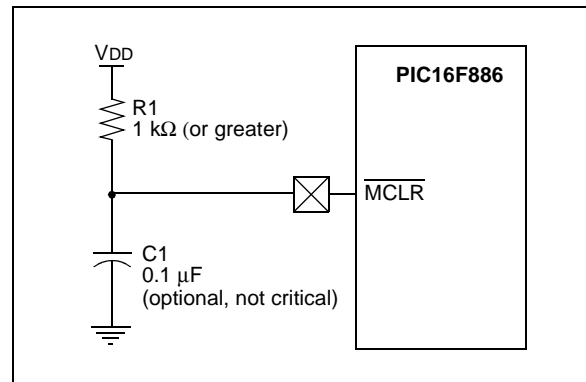 VDD
PIC16F886
R1
1 kΩ (or greater)
MCLR
C1
0.1 μF
(optional, not critical)